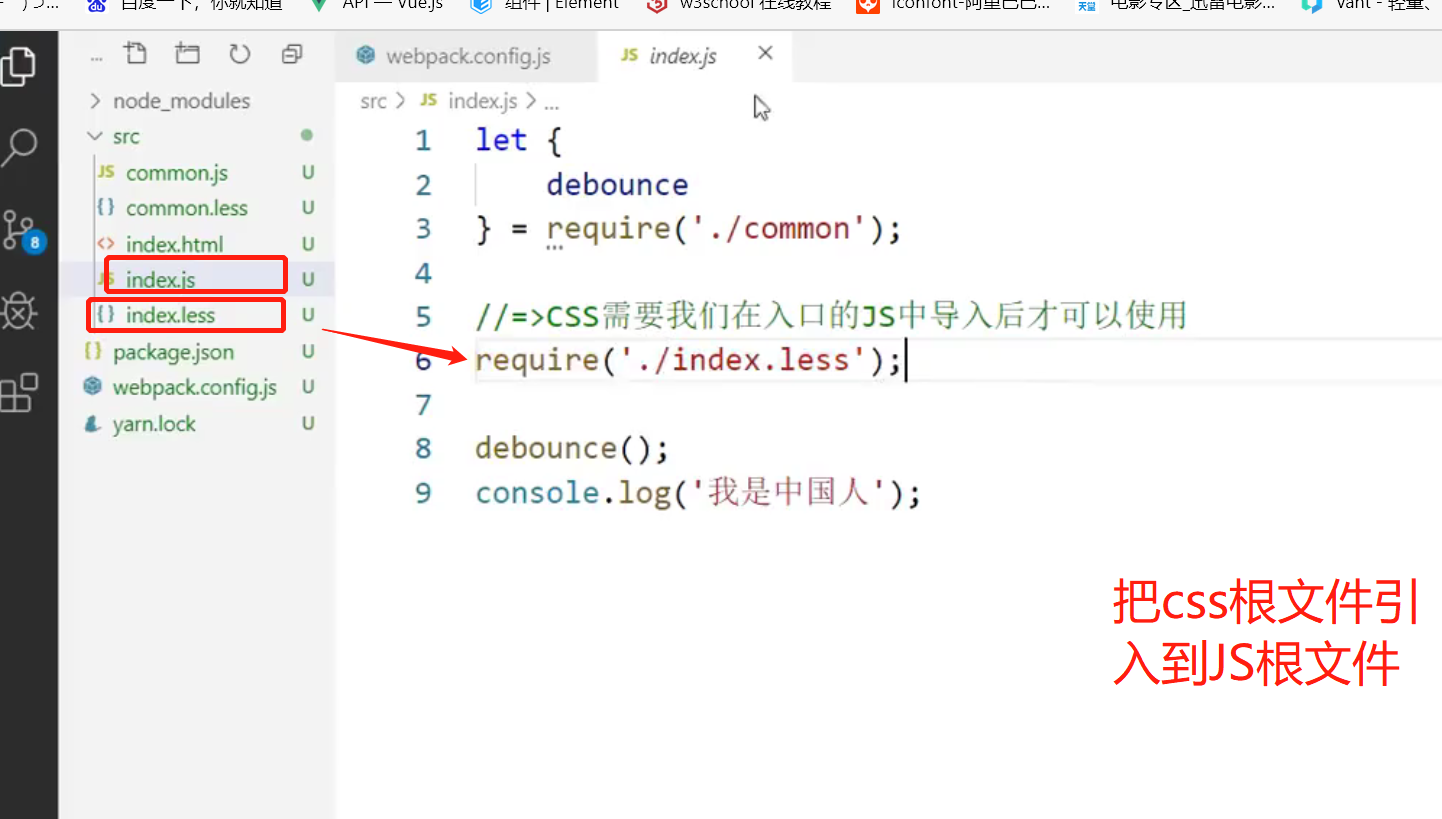 百度一下，你就知道
API — Vue.js
组件 | Element
w3school 在线教程
iconfont-阿里巴巴...
电影专区_迅雷电影...
Vant - 轻量、
webpack.config.js
JS index.js
...
node_modules
src
JS common.js U
{} common.less U
<> index.html U
JS index.js U
{} index.less U
{} package.json U
webpack.config.js U
yarn.lock U
8
src > JS index.js > ...
1 let {
2 debounce
3 } = require('./common');
4
5 //=>CSS需要我们在入口的JS中导入后才可以使用
6 require('./index.less');
7
8 debounce();
9 console.log('我是中国人');
把css根文件引
入到JS根文件